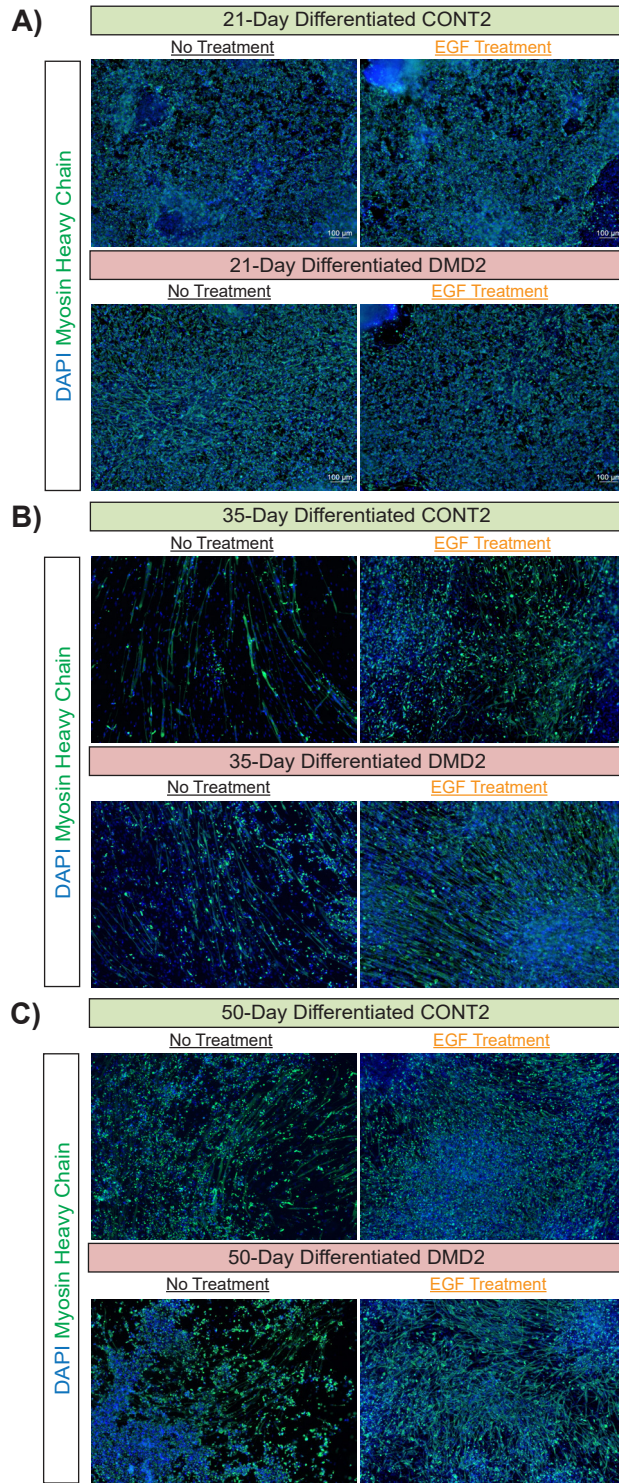 A)
21-Day Differentiated CONT2
No Treatment EGF Treatment
100 µm 100 µm
21-Day Differentiated DMD2
No Treatment EGF Treatment
100 µm 100 µm
DAPI Myosin Heavy Chain
B)
35-Day Differentiated CONT2
No Treatment EGF Treatment
35-Day Differentiated DMD2
No Treatment EGF Treatment
DAPI Myosin Heavy Chain
C)
50-Day Differentiated CONT2
No Treatment EGF Treatment
50-Day Differentiated DMD2
No Treatment EGF Treatment
DAPI Myosin Heavy Chain